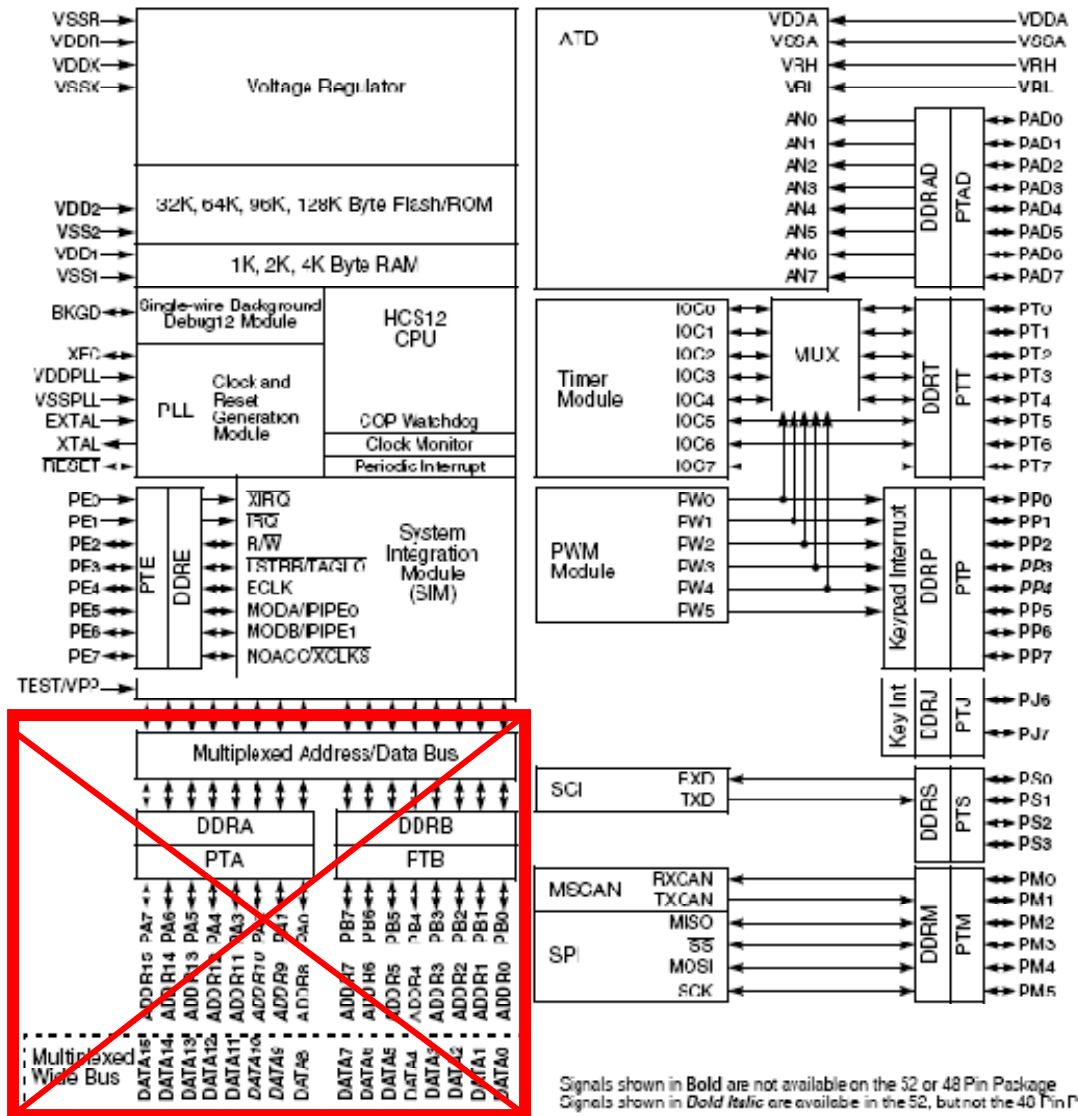 VSSR
VDDR
VDDX
VSSX
Voltage Regulator
VDD2
VSS2
32K, 64K, 96K, 128K Byte Flash/ROM
VDD1
VSS1
1K, 2K, 4K Byte RAM
BKGD
Single-wire Background
Debug12 Module
HCS12
CPU
XFC
VDDPLL
VSSPLL
EXTAL
XTAL
RESET
PLL
Clock and
Reset
Generation
Module
COP Watchdog
Clock Monitor
Periodic Interrupt
PE0
PE1
PE2
PE3
PE4
PE5
PE6
PE7
PTE
DDRE
XIRQ
IRQ
R/W
LSTRB/TAGLO
ECLK
MODA/IPIPE0
MODB/IPIPE1
NOACC/XCLKS
System
Integration
Module
(SIM)
TEST/VPP
Multiplexed Address/Data Bus
DDRA
DDRB
PTA
PTB
PA7 PA6 PA5 PA4 PA3 PA2 PA1 PA0
PB7 PB6 PB5 PB4 PB3 PB2 PB1 PB0
ADDR15 ADDR14 ADDR13 ADDR12 ADDR11 ADDR10 ADDR9 ADDR8
ADDR7 ADDR6 ADDR5 ADDR4 ADDR3 ADDR2 ADDR1 ADDR0
Multiplexed
Wide Bus
DATA15 DATA14 DATA13 DATA12 DATA11 DATA10 DATA9 DATA8
DATA7 DATA6 DATA5 DATA4 DATA3 DATA2 DATA1 DATA0
ATD
VDDA VDDA
VSSA VSSA
VRH VRH
VRL VRL
AN0
AN1
AN2
AN3
AN4
AN5
AN6
AN7
DDRAD
PTAD
PAD0
PAD1
PAD2
PAD3
PAD4
PAD5
PAD6
PAD7
Timer
Module
IOC0
IOC1
IOC2
IOC3
IOC4
IOC5
IOC6
IOC7
MUX
DDRT
PTT
PT0
PT1
PT2
PT3
PT4
PT5
PT6
PT7
PWM
Module
PW0
PW1
PW2
PW3
PW4
PW5
Keypad Interrupt
DDRP
PTP
PP0
PP1
PP2
PP3
PP4
PP5
PP6
PP7
Key Int
DDRJ
PTJ
PJ6
PJ7
SCI
RXD
TXD
DDRS
PTS
PS0
PS1
PS2
PS3
MSCAN
RXCAN
TXCAN
SPI
MISO
SS
MOSI
SCK
DDRM
PTM
PM0
PM1
PM2
PM3
PM4
PM5
Signals shown in Bold are not available on the 52 or 48 Pin Package
Signals shown in Bold Italic are available in the 52, but not the 48 Pin P